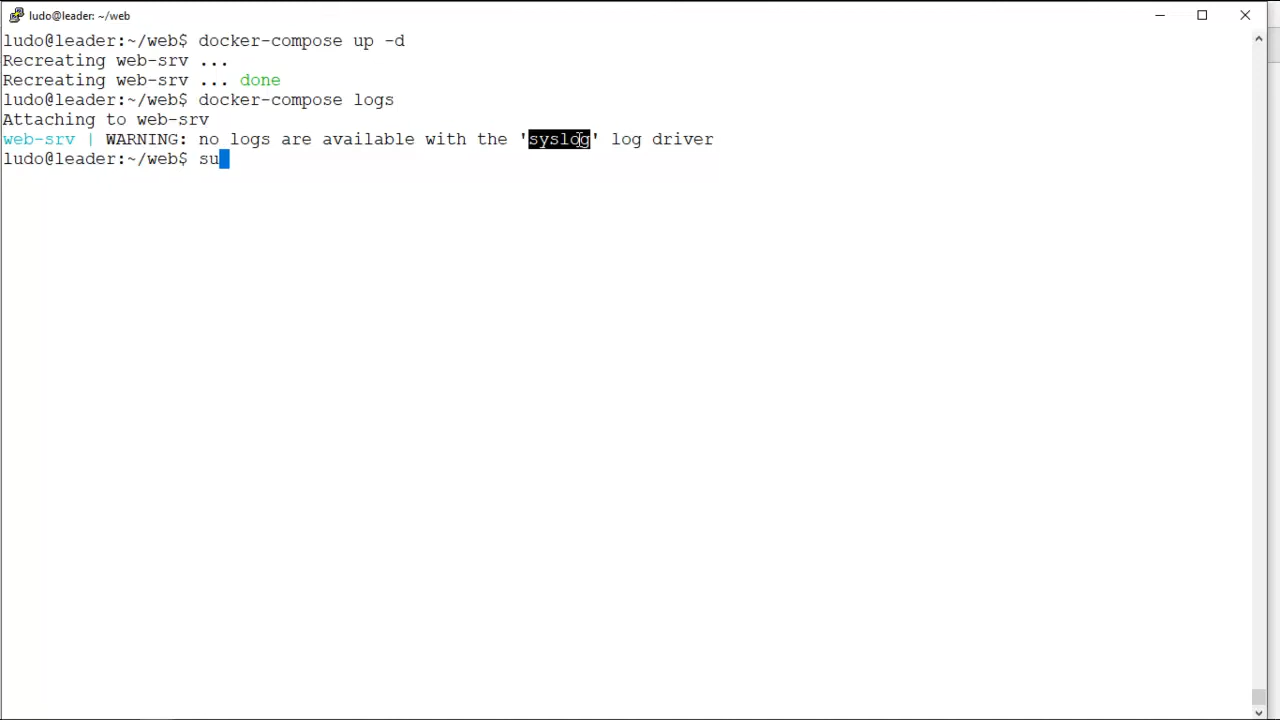 ludo@leader: ~/web
ludo@leader:~/web$ docker-compose up -d
Recreating web-srv ...
Recreating web-srv ... done
ludo@leader:~/web$ docker-compose logs
Attaching to web-srv
web-srv | WARNING: no logs are available with the 'syslog' log driver
ludo@leader:~/web$ su